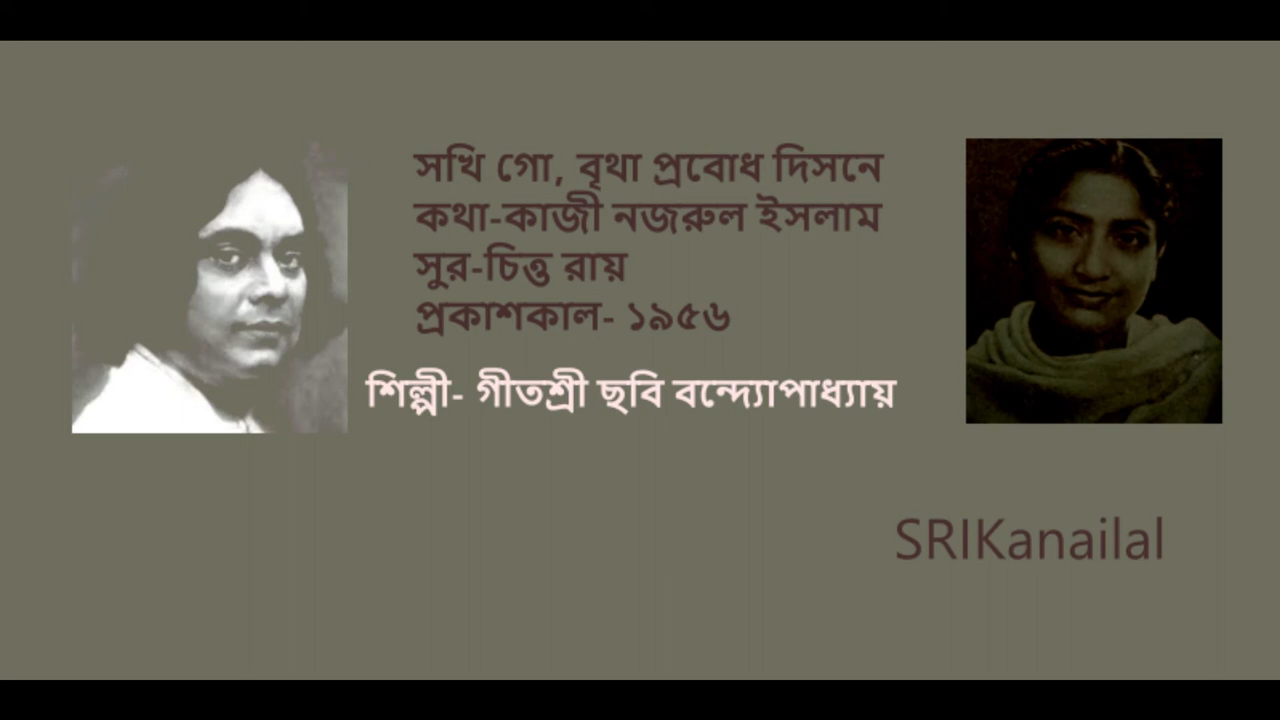 সখি গো, বৃথা প্রবোধ দিসনে
কথা-কাজী নজরুল ইসলাম
সুর-চিত্ত রায়
প্রকাশকাল- ১৯৫৬
শিল্পী- গীতশ্রী ছবি বন্দ্যোপাধ্যায়
SRIKanailal